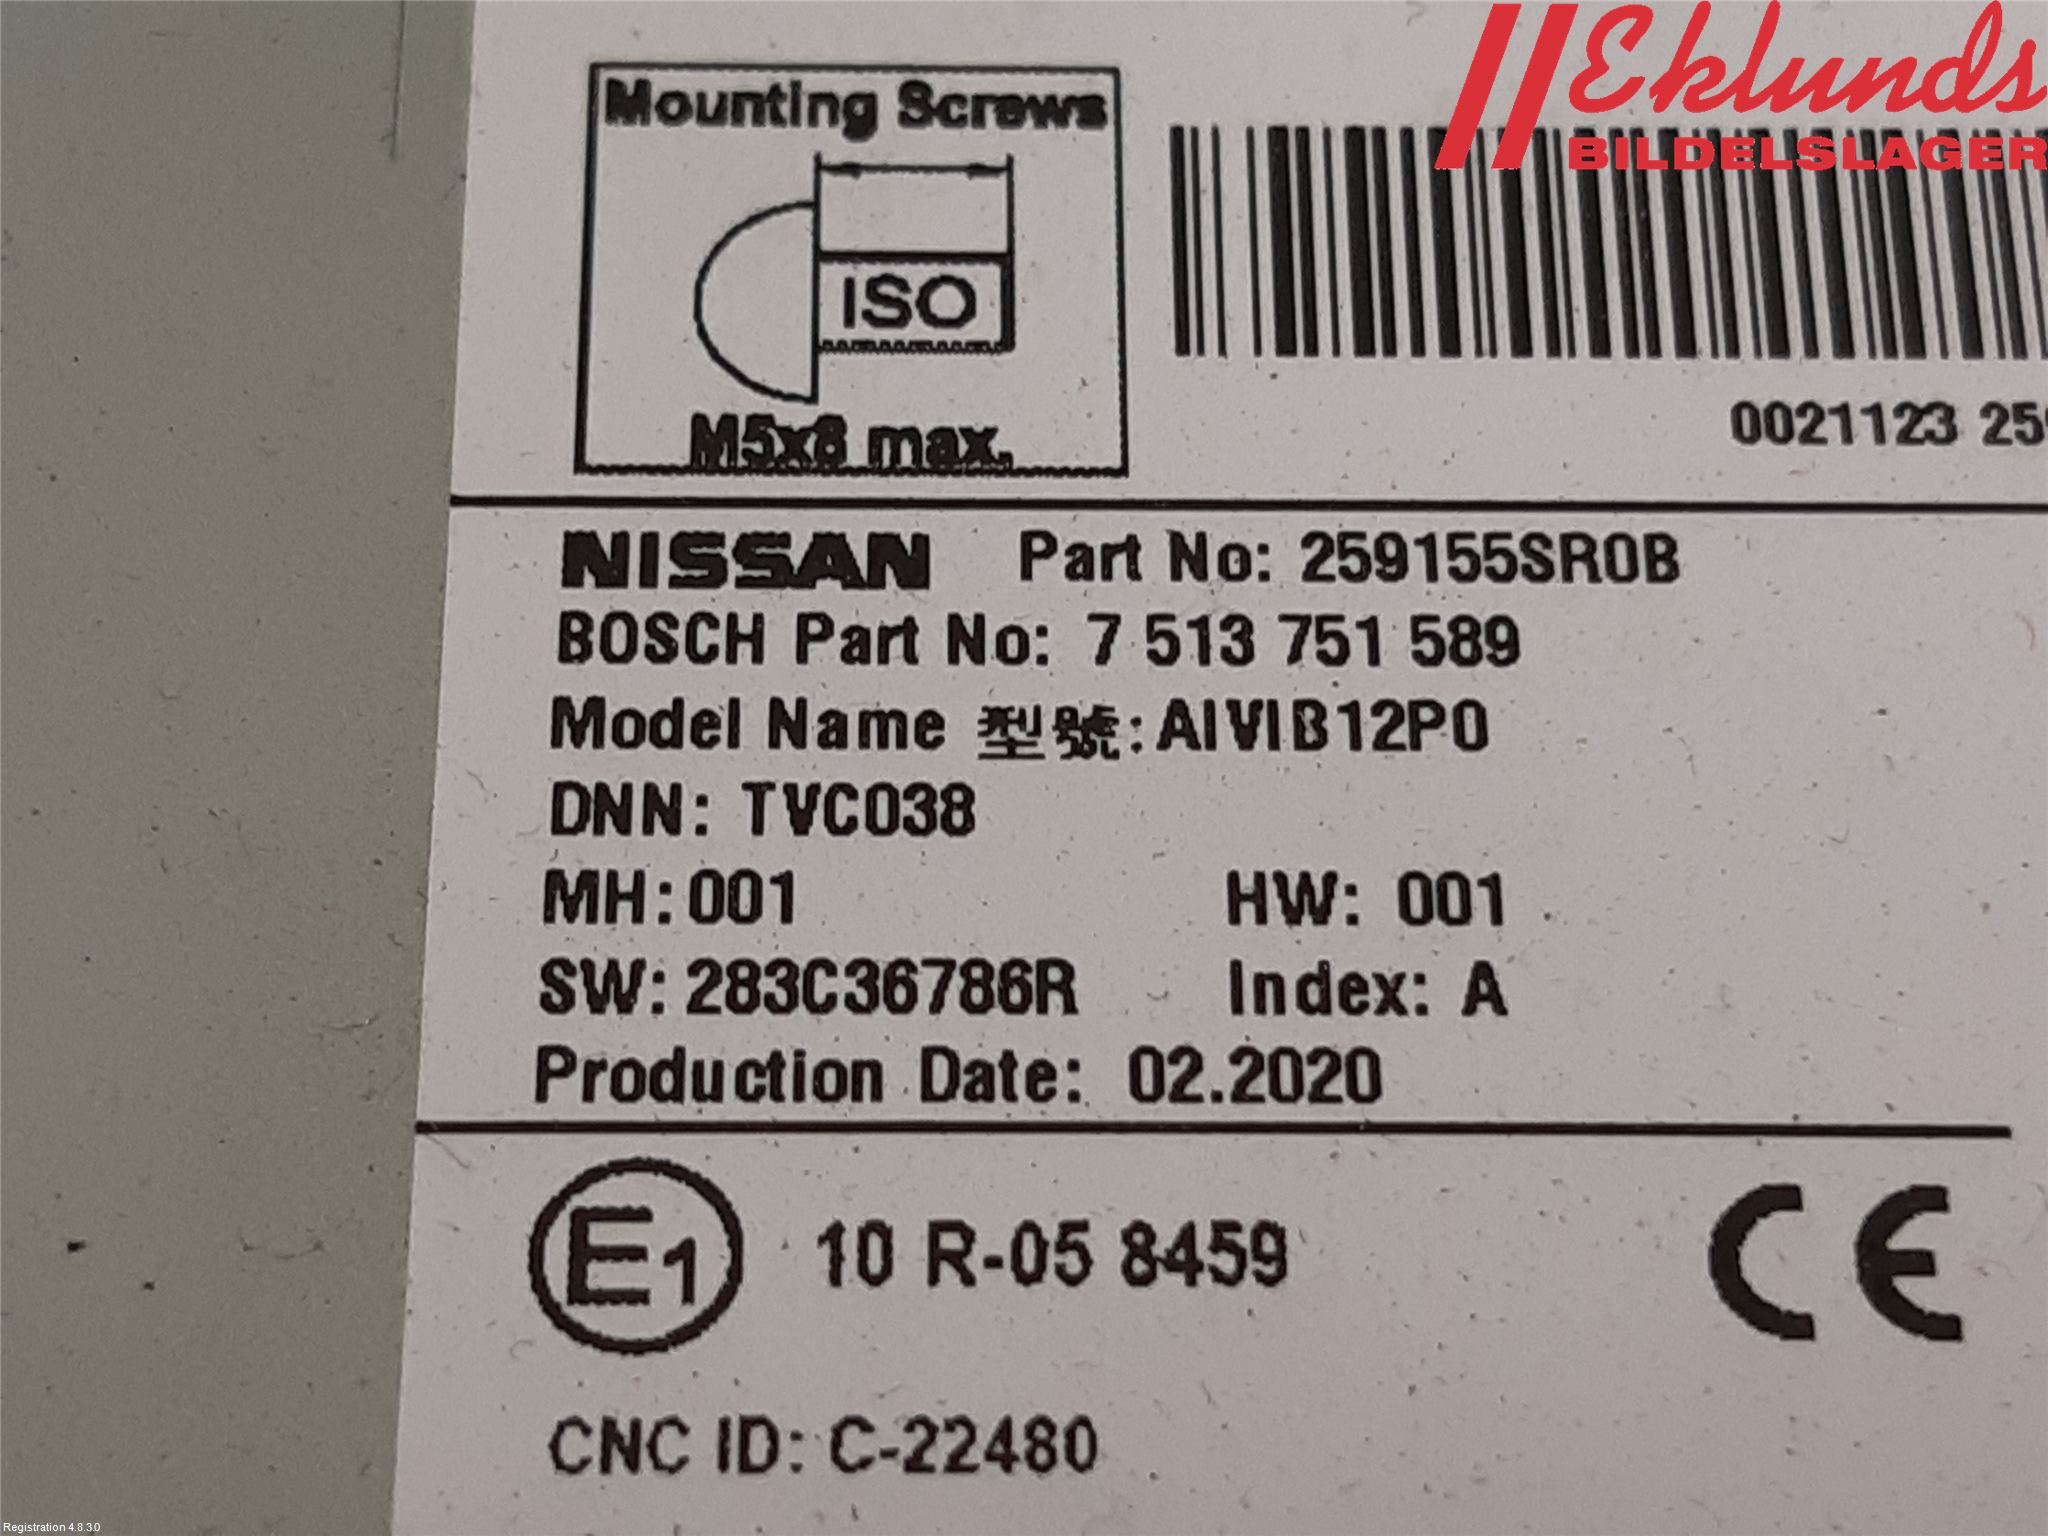 Eklunds
BILDELSLAGER
Mounting Screws
ISO
M5x8 max.
0021123 25
NISSAN Part No: 259155SR0B
BOSCH Part No: 7 513 751 589
Model Name 型號: AIVIB12P0
DNN: TVC038
MH: 001 HW: 001
SW: 283C36786R Index: A
Production Date: 02.2020
E1 10 R-05 8459 CE
CNC ID: C-22480
Registration 4.8.3.0